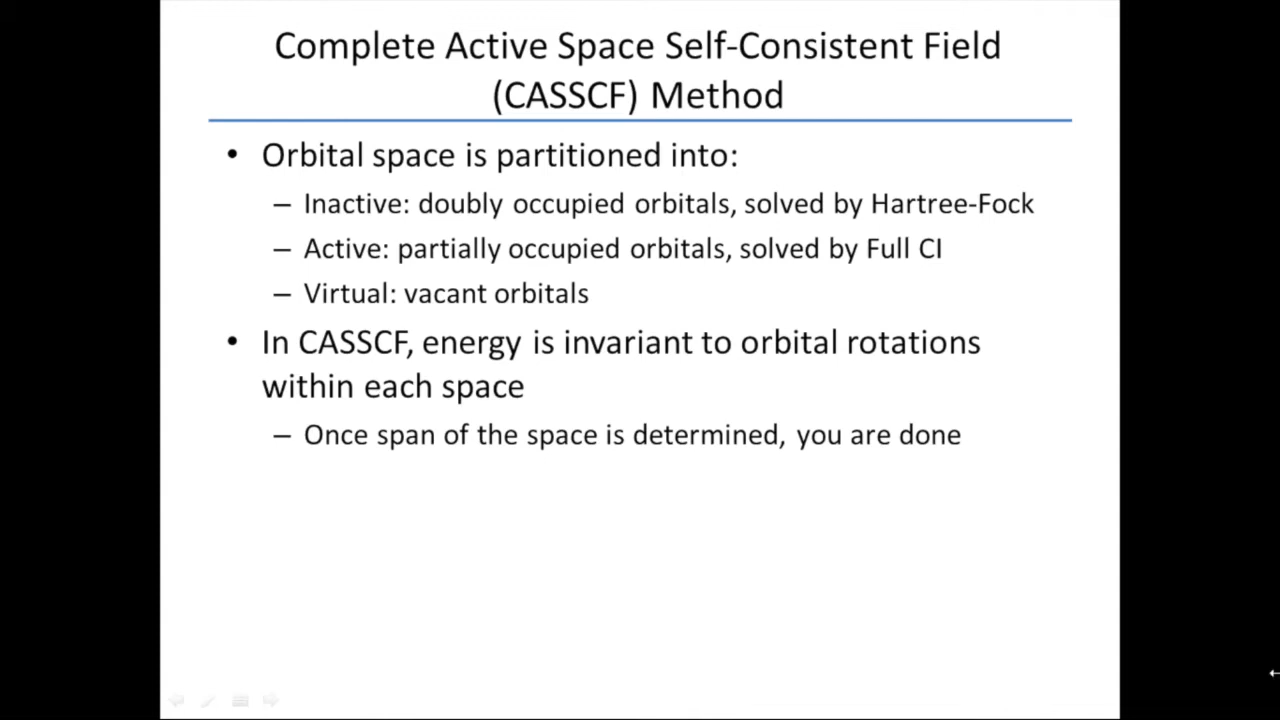 Complete Active Space Self-Consistent Field
(CASSCF) Method
• Orbital space is partitioned into:
– Inactive: doubly occupied orbitals, solved by Hartree-Fock
– Active: partially occupied orbitals, solved by Full CI
– Virtual: vacant orbitals
• In CASSCF, energy is invariant to orbital rotations
within each space
– Once span of the space is determined, you are done